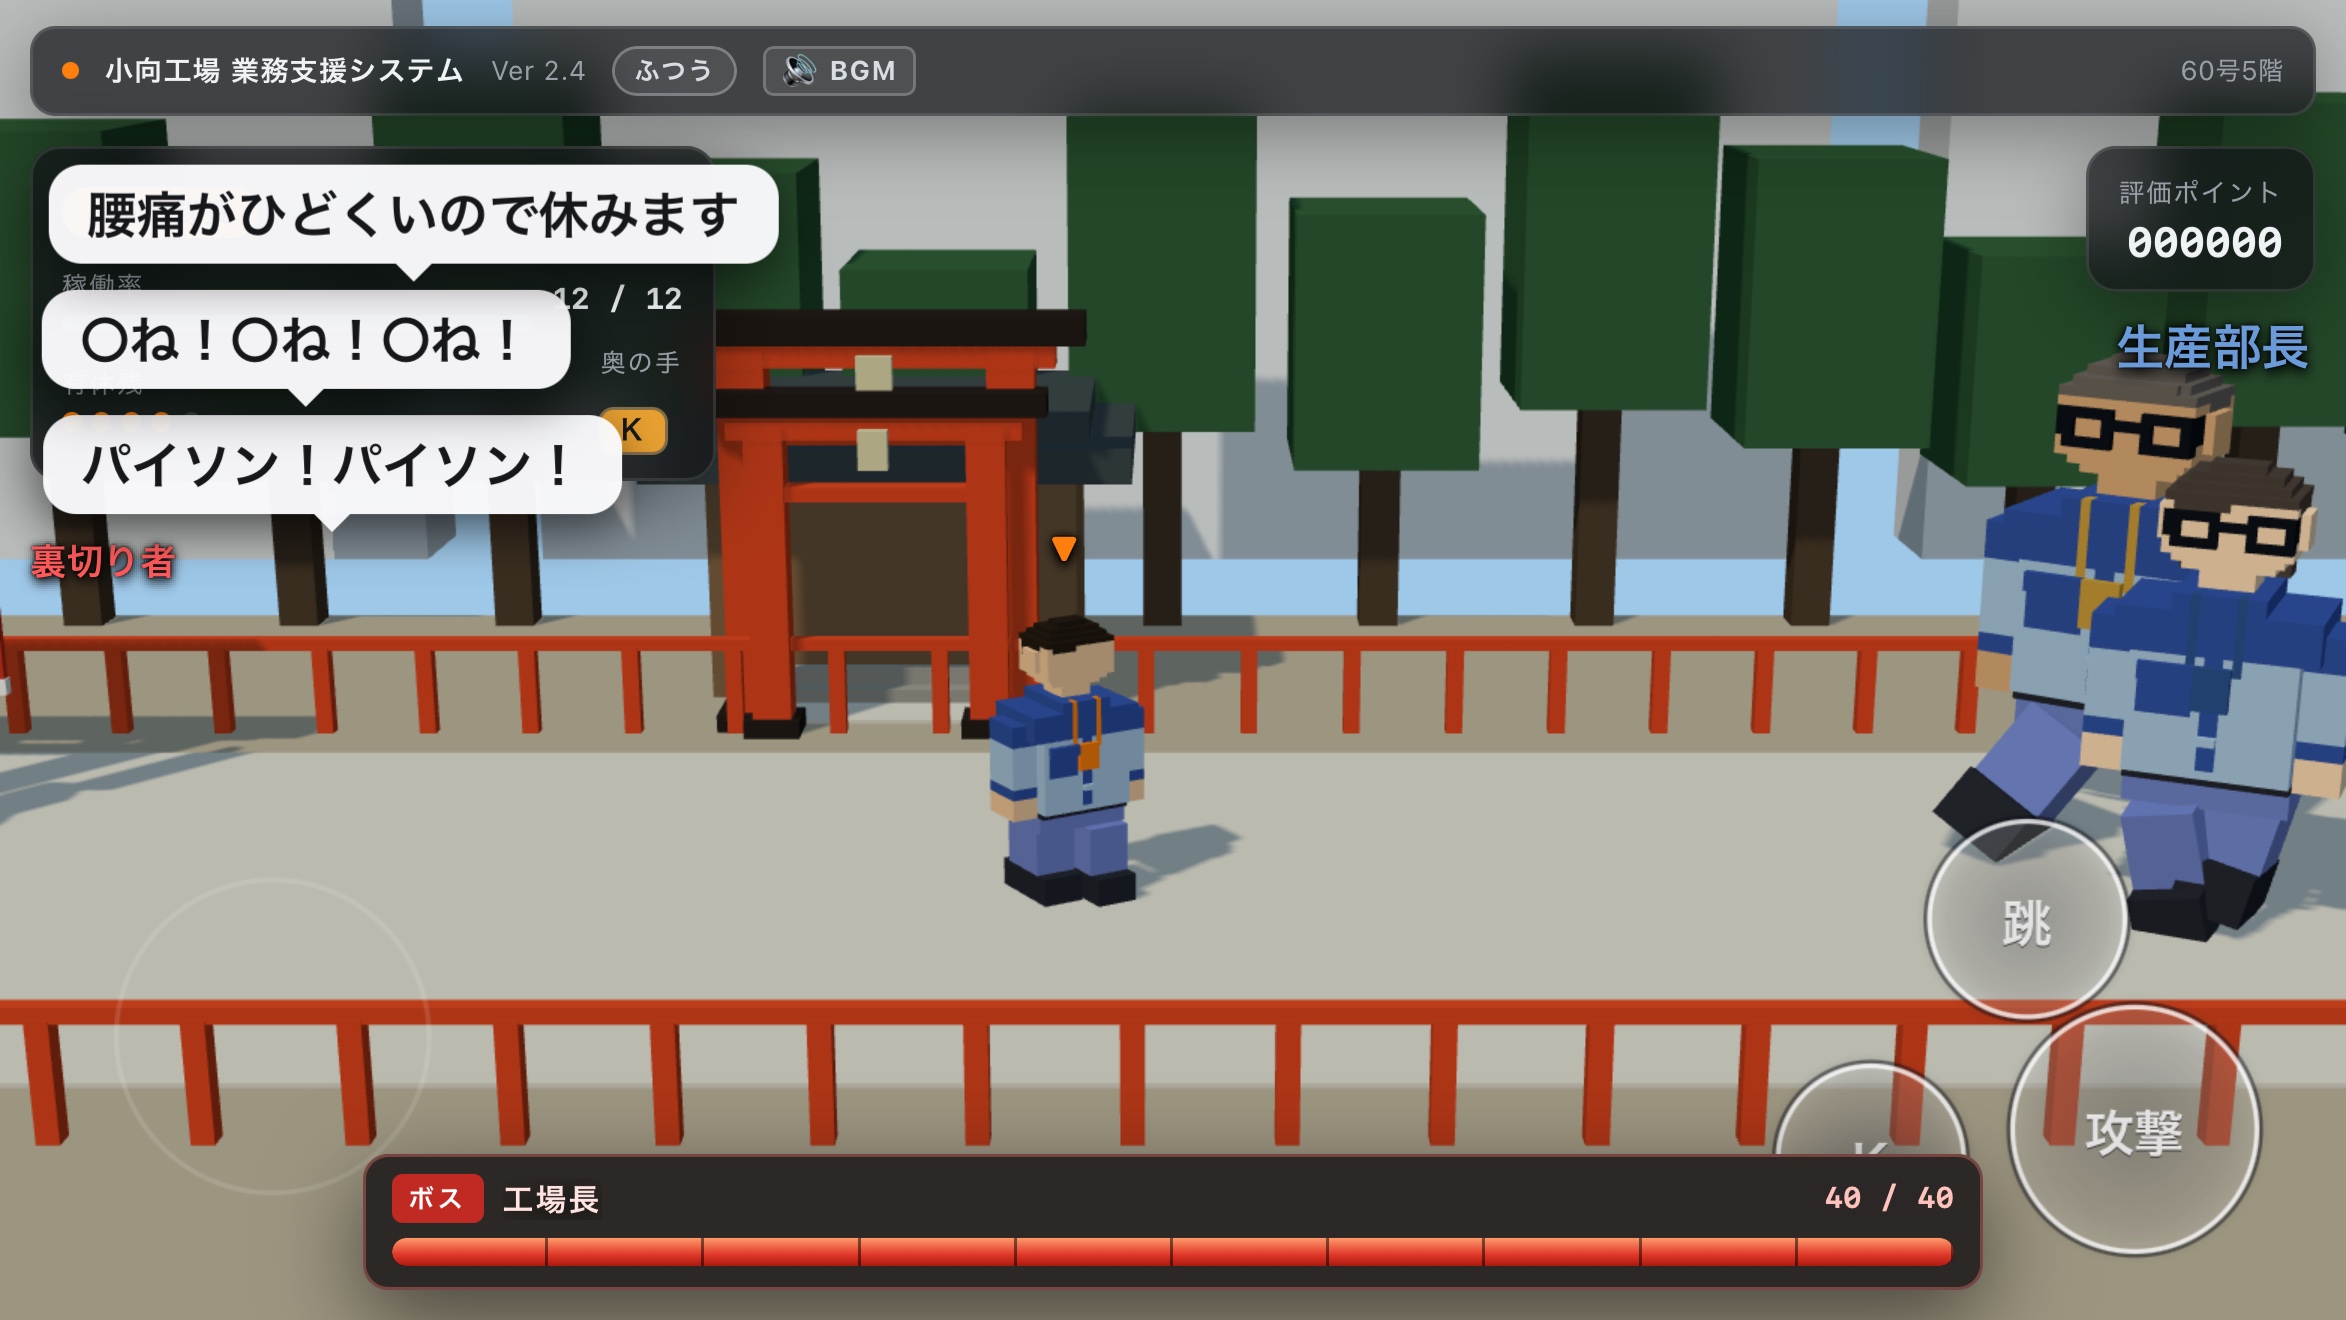 小向工場 業務支援システム Ver 2.4 ふつう BGM 60号5階
腰痛がひどくいので休みます
稼働率
12 / 12
〇ね！〇ね！〇ね！
奥の手
有休残
K
パイソン！パイソン！
裏切り者
評価ポイント
000000
生産部長
跳
攻撃
K
ボス 工場長 40 / 40